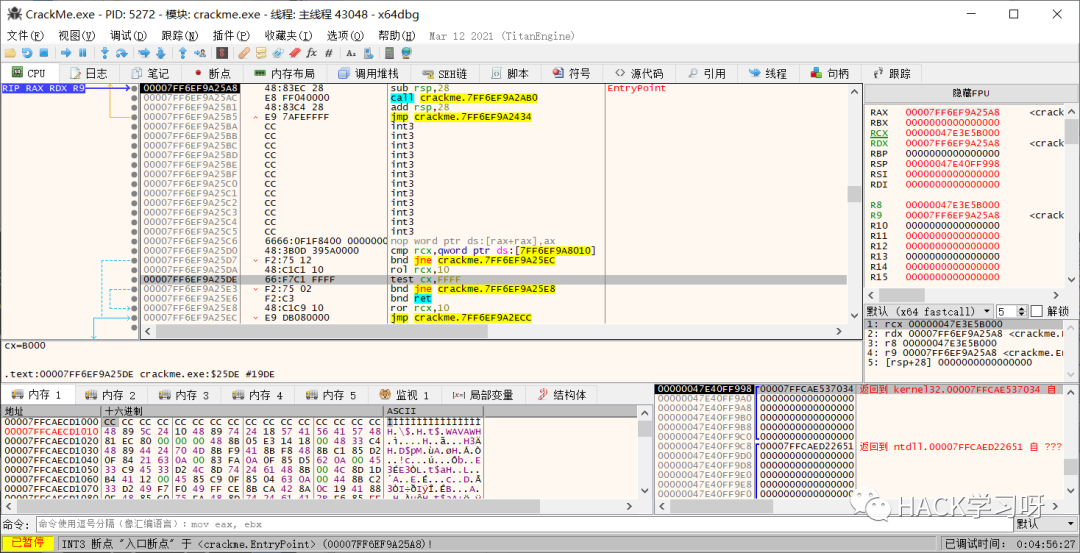 CrackMe.exe - PID: 5272 - 模块: crackme.exe - 线程: 主线程 43048 - x64dbg
文件(F) 视图(V) 调试(D) 跟踪(N) 插件(P) 收藏夹(I) 选项(O) 帮助(H) Mar 12 2021 (TitanEngine)
CPU 日志 笔记 断点 内存布局 调用堆栈 SEH链 脚本 符号 源代码 引用 线程 句柄 跟踪
RIP RAX RDX R9
00007FF6EF9A25A8 48:83EC 28 sub rsp,28 EntryPoint
00007FF6EF9A25AC E8 FF040000 call crackme.7FF6EF9A2AB0
00007FF6EF9A25B1 48:83C4 28 add rsp,28
00007FF6EF9A25B5 E9 7AFEFFFF jmp crackme.7FF6EF9A2434
00007FF6EF9A25BA CC int3
00007FF6EF9A25BB CC int3
00007FF6EF9A25BC CC int3
00007FF6EF9A25BD CC int3
00007FF6EF9A25BE CC int3
00007FF6EF9A25BF CC int3
00007FF6EF9A25C0 CC int3
00007FF6EF9A25C1 CC int3
00007FF6EF9A25C2 CC int3
00007FF6EF9A25C3 CC int3
00007FF6EF9A25C4 CC int3
00007FF6EF9A25C5 CC int3
00007FF6EF9A25C6 6666:0F1F8400 0000000 nop word ptr ds:[rax+rax],ax
00007FF6EF9A25D0 48:3B0D 395A0000 cmp rcx,qword ptr ds:[7FF6EF9A8010]
00007FF6EF9A25D7 F2:75 12 bnd jne crackme.7FF6EF9A25EC
00007FF6EF9A25DA 48:C1C1 10 rol rcx,10
00007FF6EF9A25DE 66:F7C1 FFFF test cx,FFFF
00007FF6EF9A25E3 F2:75 02 bnd jne crackme.7FF6EF9A25E8
00007FF6EF9A25E6 F2:C3 bnd ret
00007FF6EF9A25E8 48:C1C9 10 ror rcx,10
00007FF6EF9A25EC E9 DB080000 jmp crackme.7FF6EF9A2ECC
隐藏FPU
RAX 00007FF6EF9A25A8 <crack
RBX 0000000000000000
RCX 00000047E3E5B000
RDX 00007FF6EF9A25A8 <crack
RBP 0000000000000000
RSP 00000047E40FF998
RSI 0000000000000000
RDI 0000000000000000
R8 00000047E3E5B000
R9 00007FF6EF9A25A8 <crack
R10 0000000000000000
R11 0000000000000000
R12 0000000000000000
R13 0000000000000000
R14 0000000000000000
R15 0000000000000000
默认 (x64 fastcall) 5 解锁
1: rcx 00000047E3E5B000
2: rdx 00007FF6EF9A25A8 <crackme.En
3: r8 00000047E3E5B000
4: r9 00007FF6EF9A25A8 <crackme.Ent
5: [rsp+28] 0000000000000000
cx=B000
.text:00007FF6EF9A25DE crackme.exe:$25DE #19DE
内存 1 内存 2 内存 3 内存 4 内存 5 监视 1 局部变量 结构体
地址 十六进制 ASCII
00007FFCAECD1000 CC CC CC CC CC CC CC CC CC CC CC CC CC CC CC CC ÌÌÌÌÌÌÌÌÌÌÌÌÌÌÌÌ
00007FFCAECD1010 48 89 5C 24 10 48 89 74 24 18 57 41 56 41 57 48 H.\$.H.t$.WAVAWH
00007FFCAECD1020 81 EC 80 00 00 00 48 8B 05 E3 14 18 00 48 33 C4
00007FFCAECD1030 48 89 44 24 70 4D 8B F9 41 8B F8 48 8B C1 85 D2
00007FFCAECD1040 0F 84 21 63 0A 00 83 FA 0A 0F 85 D5 62 0A 00 45
00007FFCAECD1050 33 C9 45 33 D2 4C 8D 74 24 61 48 8B 00 4C 8D 1D
00007FFCAECD1060 B4 41 12 00 45 85 C9 0F 85 04 63 0A 00 44 8B C2
00007FFCAECD1070 33 D2 49 F7 F0 49 FF CE 8B CA 42 8A 0C 19 41 88
00000047E40FF998 00007FFCAE537034 返回到 kernel32.00007FFCAE537034 自
00000047E40FF9A0 0000000000000000
00000047E40FF9A8 0000000000000000
00000047E40FF9B0 0000000000000000
00000047E40FF9B8 0000000000000000
00000047E40FF9C0 0000000000000000
00000047E40FF9C8 00007FFCAED22651 返回到 ntdll.00007FFCAED22651 自 ????
00000047E40FF9D0 0000000000000000
00000047E40FF9D8 0000000000000000
00000047E40FF9E0 0000000000000000
00000047E40FF9E8 0000000000000000
00000047E40FF9F0 0000000000000000
HACK学习呀
命令: 命令使用逗号分隔（像汇编语言）: mov eax, ebx 默认
已暂停 INT3 断点 "入口断点" 于 <crackme.EntryPoint> (00007FF6EF9A25A8)! 已调试时间: 0:04:56:27